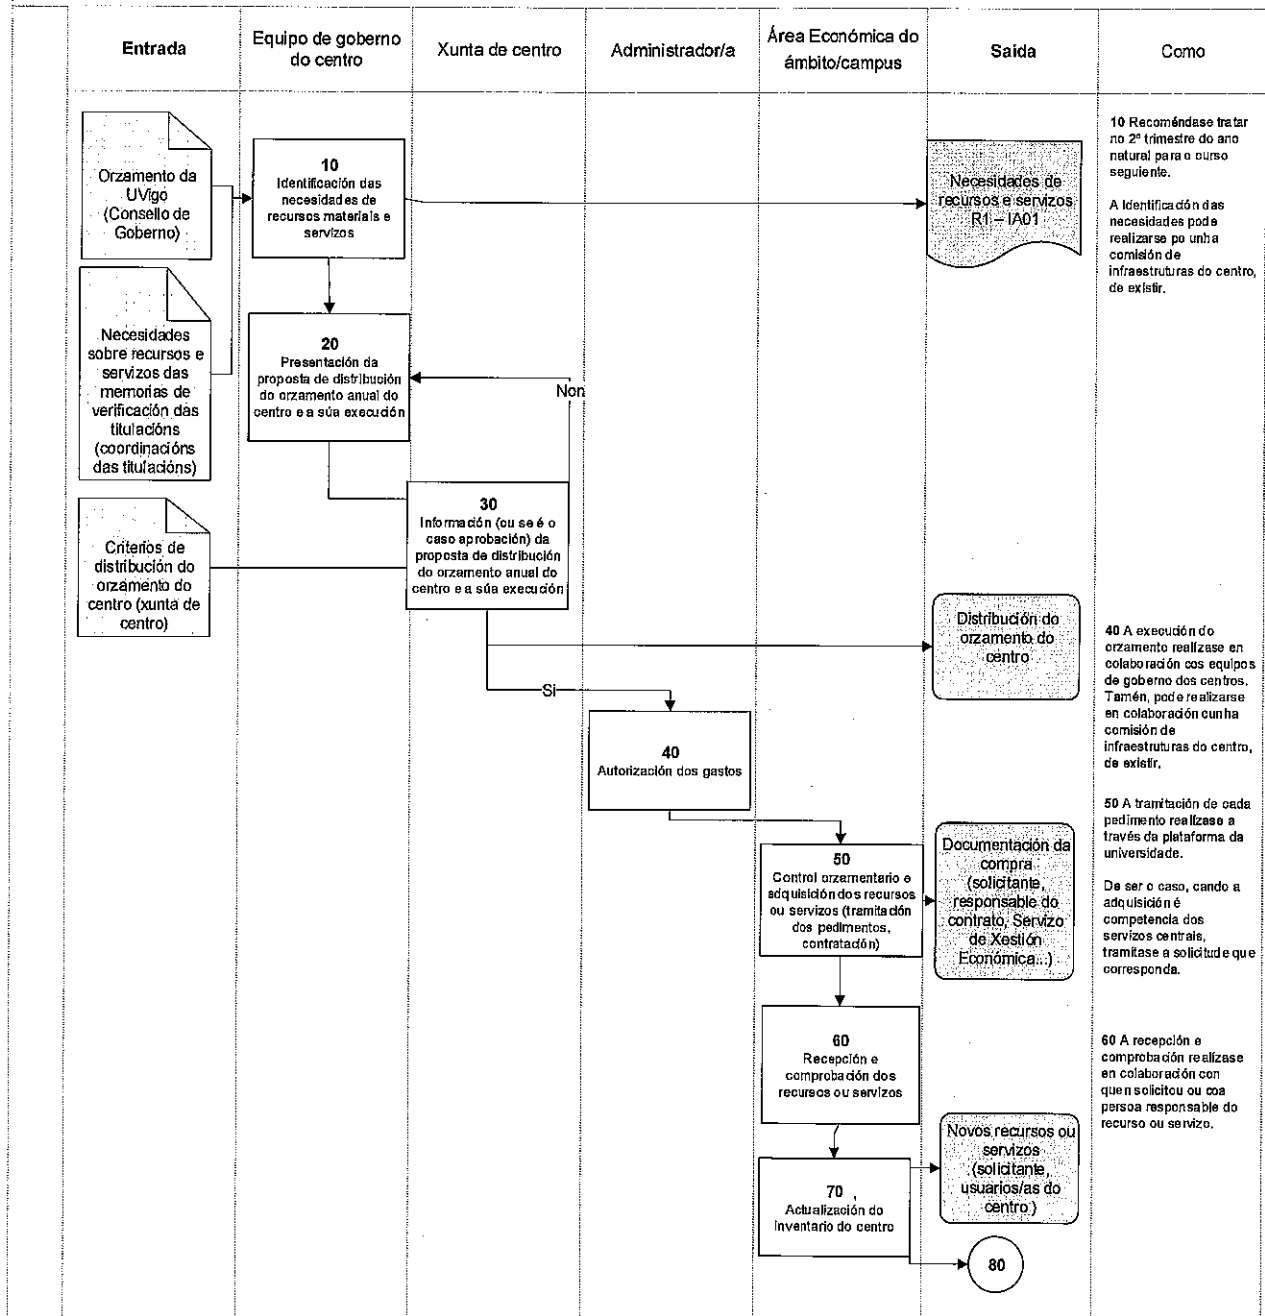 Entrada
Equipo de goberno
do centro
Xunta de centro
Administrador/a
Área Económica do
ámbito/campus
Saída
Como
Orzamento da
UVigo
(Consello de
Goberno)
10
Identificación das
necesidades de
recursos materiais e
servizos
Necesidades de
recursos e servizos
R1 – IA01
10 Recoméndase tratar
no 2º trimestre do ano
natural para o curso
seguinte.
A identificación das
necesidades pode
realizarse po unha
comisión de
infraestruturas do centro,
de existir.
Necesidades
sobre recursos e
servizos das
memorias de
verificación das
titulacións
(coordinacións
das titulacións)
20
Presentación da
proposta de distribución
do orzamento anual do
centro e a súa execución
Non
30
Información (ou se é o
caso aprobación) da
proposta de distribución
do orzamento anual do
centro e a súa execución
Criterios de
distribución do
orzamento do
centro (xunta de
centro)
Distribución do
orzamento do
centro
Si
40
Autorización dos gastos
40 A execución do
orzamento realízase en
colaboración cos equipos
de goberno dos centros.
Tamén, pode realizarse
en colaboración cunha
comisión de
infraestruturas do centro,
de existir.
50
Control orzamentario e
adquisición dos recursos
ou servizos (tramitación
dos pedimentos,
contratación)
Documentación da
compra
(solicitante,
responsable do
contrato, Servizo
de Xestión
Económica...)
50 A tramitación de cada
pedimento realízase a
través da plataforma da
universidade.
De ser o caso, cando a
adquisición é
competencia dos
servizos centrais,
tramítase a solicitude que
corresponda.
60
Recepción e
comprobación dos
recursos ou servizos
60 A recepción e
comprobación realízase
en colaboración con
quen solicitou ou coa
persoa responsable do
recurso ou servizo.
70
Actualización do
inventario do centro
Novos recursos ou
servizos
(solicitante,
usuarios/as do
centro )
80